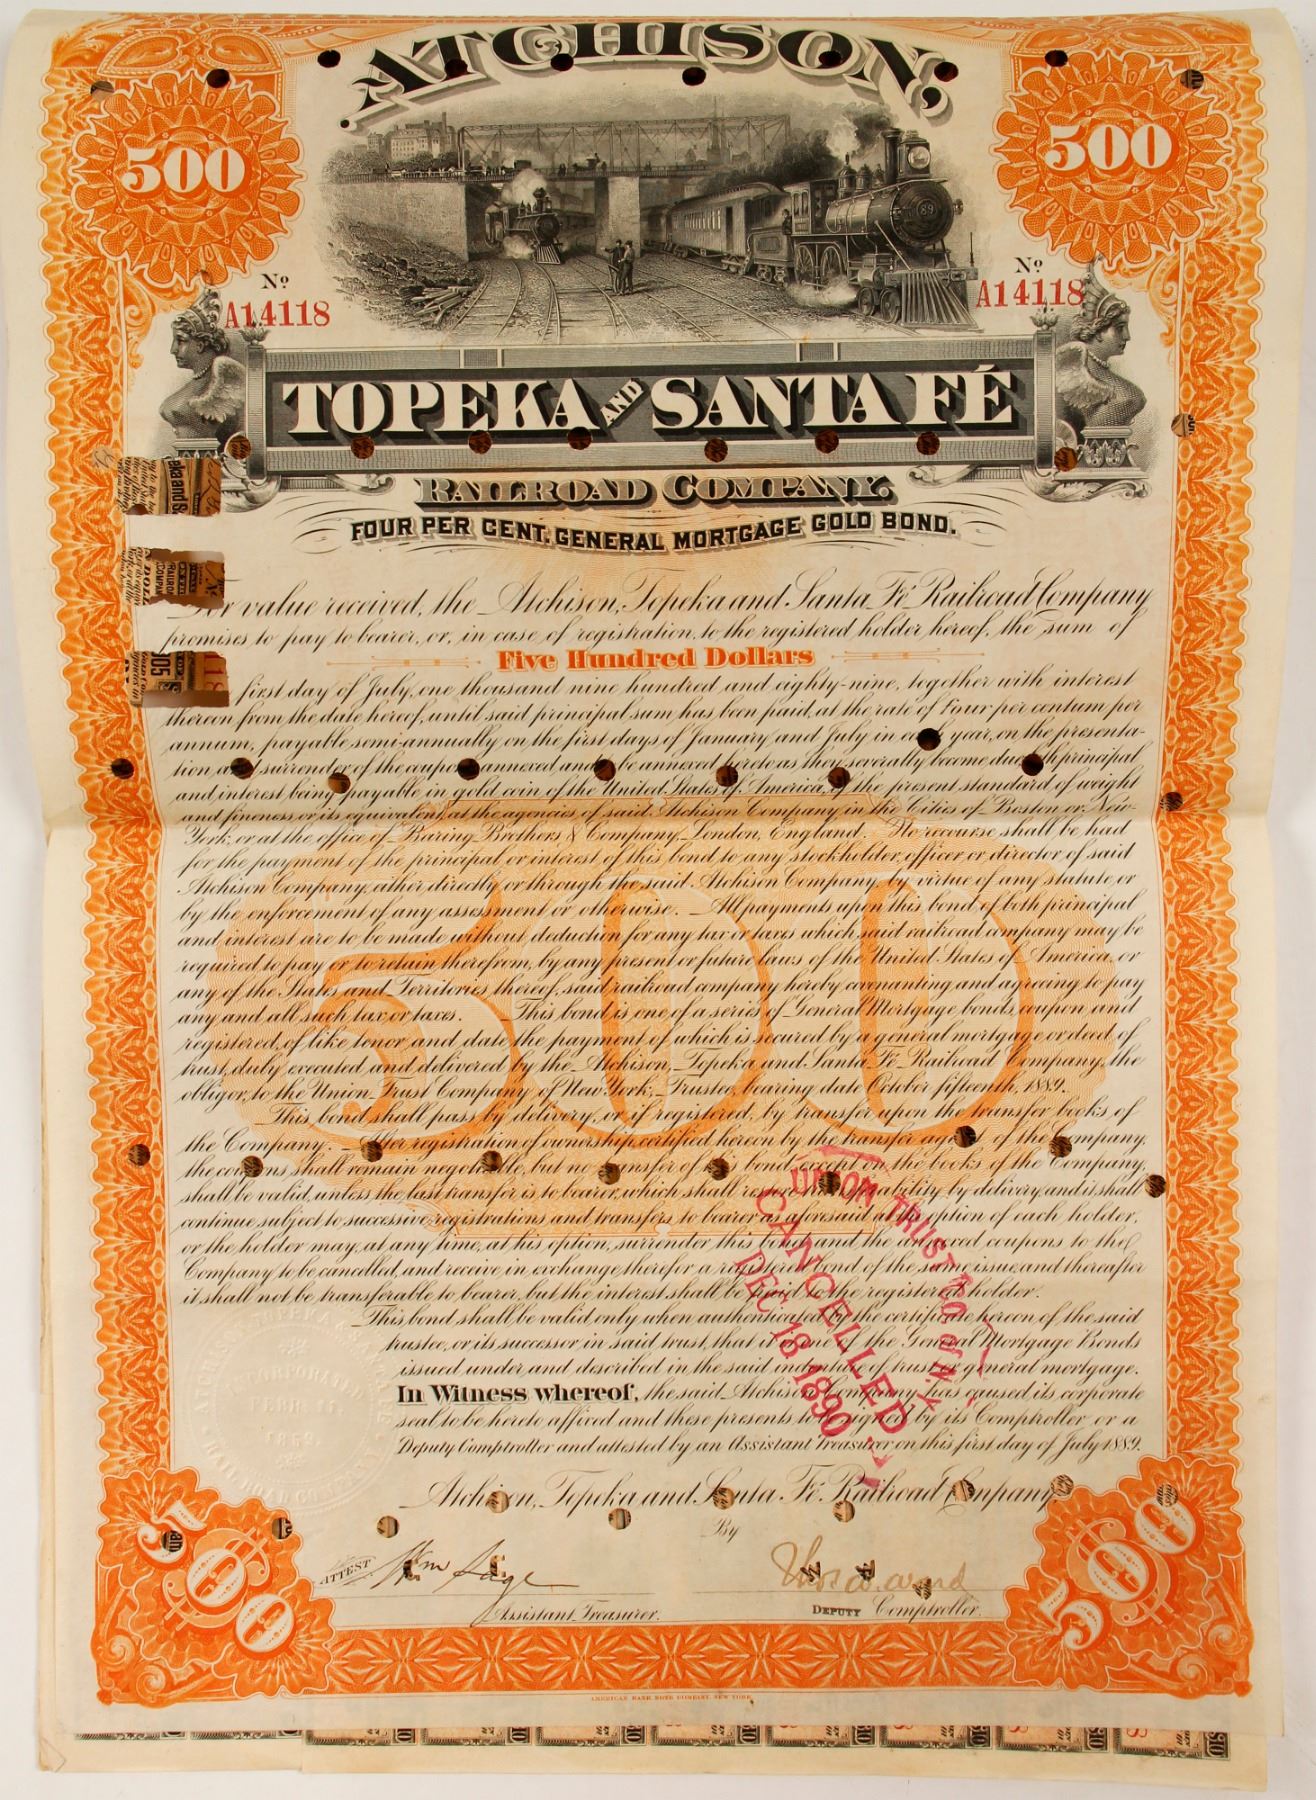 ATCHISON,
500
500
Nº
A14118
Nº
A14118
89
TOPEKA AND SANTA FÉ
RAILROAD COMPANY.
FOUR PER CENT. GENERAL MORTGAGE GOLD BOND.
For value received, the Atchison, Topeka and Santa Fé Railroad Company
promises to pay to bearer, or, in case of registration, to the registered holder hereof, the sum of
Five Hundred Dollars
first day of July, one thousand nine hundred and eighty-nine, together with interest
thereon from the date hereof, until said principal sum has been paid, at the rate of Four per centum per
annum, payable semi-annually on the first days of January and July in each year, on the presenta-
tion and surrender of the coupons annexed and to be annexed hereto as they severally become due, both principal
and interest being payable in gold coin of the United States of America, of the present standard of weight
and fineness or its equivalent, at the agencies of said Atchison Company in the Cities of Boston or New
York, or at the office of Baring Brothers & Company, London, England. No recourse shall be had
for the payment of the principal or interest of this bond to any stockholder, officer or director of said
Atchison Company, either directly or through the said Atchison Company, by virtue of any statute, or
by the enforcement of any assessment or otherwise. All payments upon this bond, of both principal
and interest are to be made without deduction for any tax or taxes which said railroad company may be
required to pay or to retain therefrom, by any present or future laws of the United States of America, or
any of the States and Territories thereof, said railroad company hereby covenanting and agreeing to pay
any and all such tax or taxes. This bond is one of a series of General Mortgage bonds, coupon and
registered, of like tenor and date the payment of which is secured by a general mortgage or deed of
trust, duly executed and delivered by the Atchison, Topeka and Santa Fé Railroad Company, the
obligor, to the Union Trust Company of New York, Trustee, bearing date October fifteenth, 1889.
This bond shall pass by delivery, or, if registered, by transfer upon the transfer books of
the Company. After registration of ownership, certified hereon by the transfer agent of the Company,
the coupons shall remain negotiable, but no transfer of this bond except on the books of the Company,
shall be valid, unless the last transfer is to bearer, which shall restore transferability by delivery and it shall
continue subject to successive registrations and transfers to bearer as aforesaid at the option of each holder,
or the holder may, at any time, at his option, surrender this bond and the annexed coupons to the
Company to be cancelled, and receive in exchange therefor a registered bond of the same issue and thereafter
it shall not be transferable to bearer, but the interest shall be paid to the registered holder.
This bond shall be valid only when authenticated by the certificate hereon of the said
trustee, or its successor in said trust, that it is one of the General Mortgage Bonds
issued under and described in the said indenture of trust or general mortgage.
In Witness whereof, the said Atchison Company has caused its corporate
seal to be hereto affixed and these presents to be signed by its Comptroller or a
Deputy Comptroller and attested by an Assistant Treasurer on this first day of July 1889.
UNION TRUST CO. OF N.Y.
CANCELLED
DEC 18 1890
INCORPORATED
FEBR: 11
1859.
Atchison, Topeka and Santa Fé Railroad Company
By
ATTEST
Wm Sage
Assistant Treasurer.
DEPUTY Comptroller.
$500
$500
AMERICAN BANK NOTE COMPANY, NEW YORK.